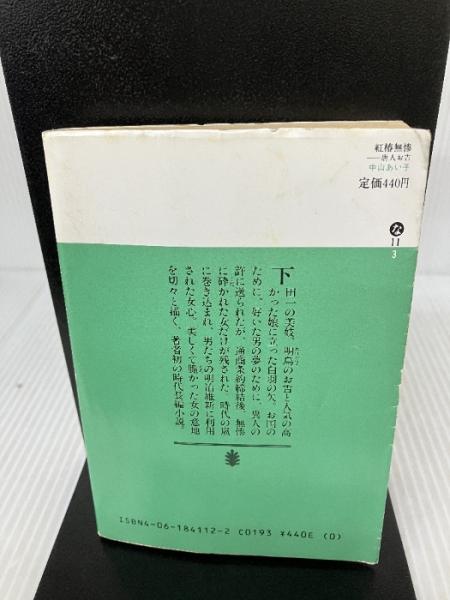 紅椿無惨
──唐人お吉
中山あい子
定価440円
な
11
3
下田一の美妓、明烏のお吉と人気の高
かった娘に立った白羽の矢。お国の
ために、好いた男の夢のために、異人の
許に送られたが、通商条約締結後、無惨
に砕かれた女だけが残された。時代の嵐
に巻き込まれ、男たちの明治維新に利用
された女心。美しくて勝かった女の意地
を切々と描く、著者初の時代長編小説。
ISBN4-06-184112-2 C0193 ¥440E (0)